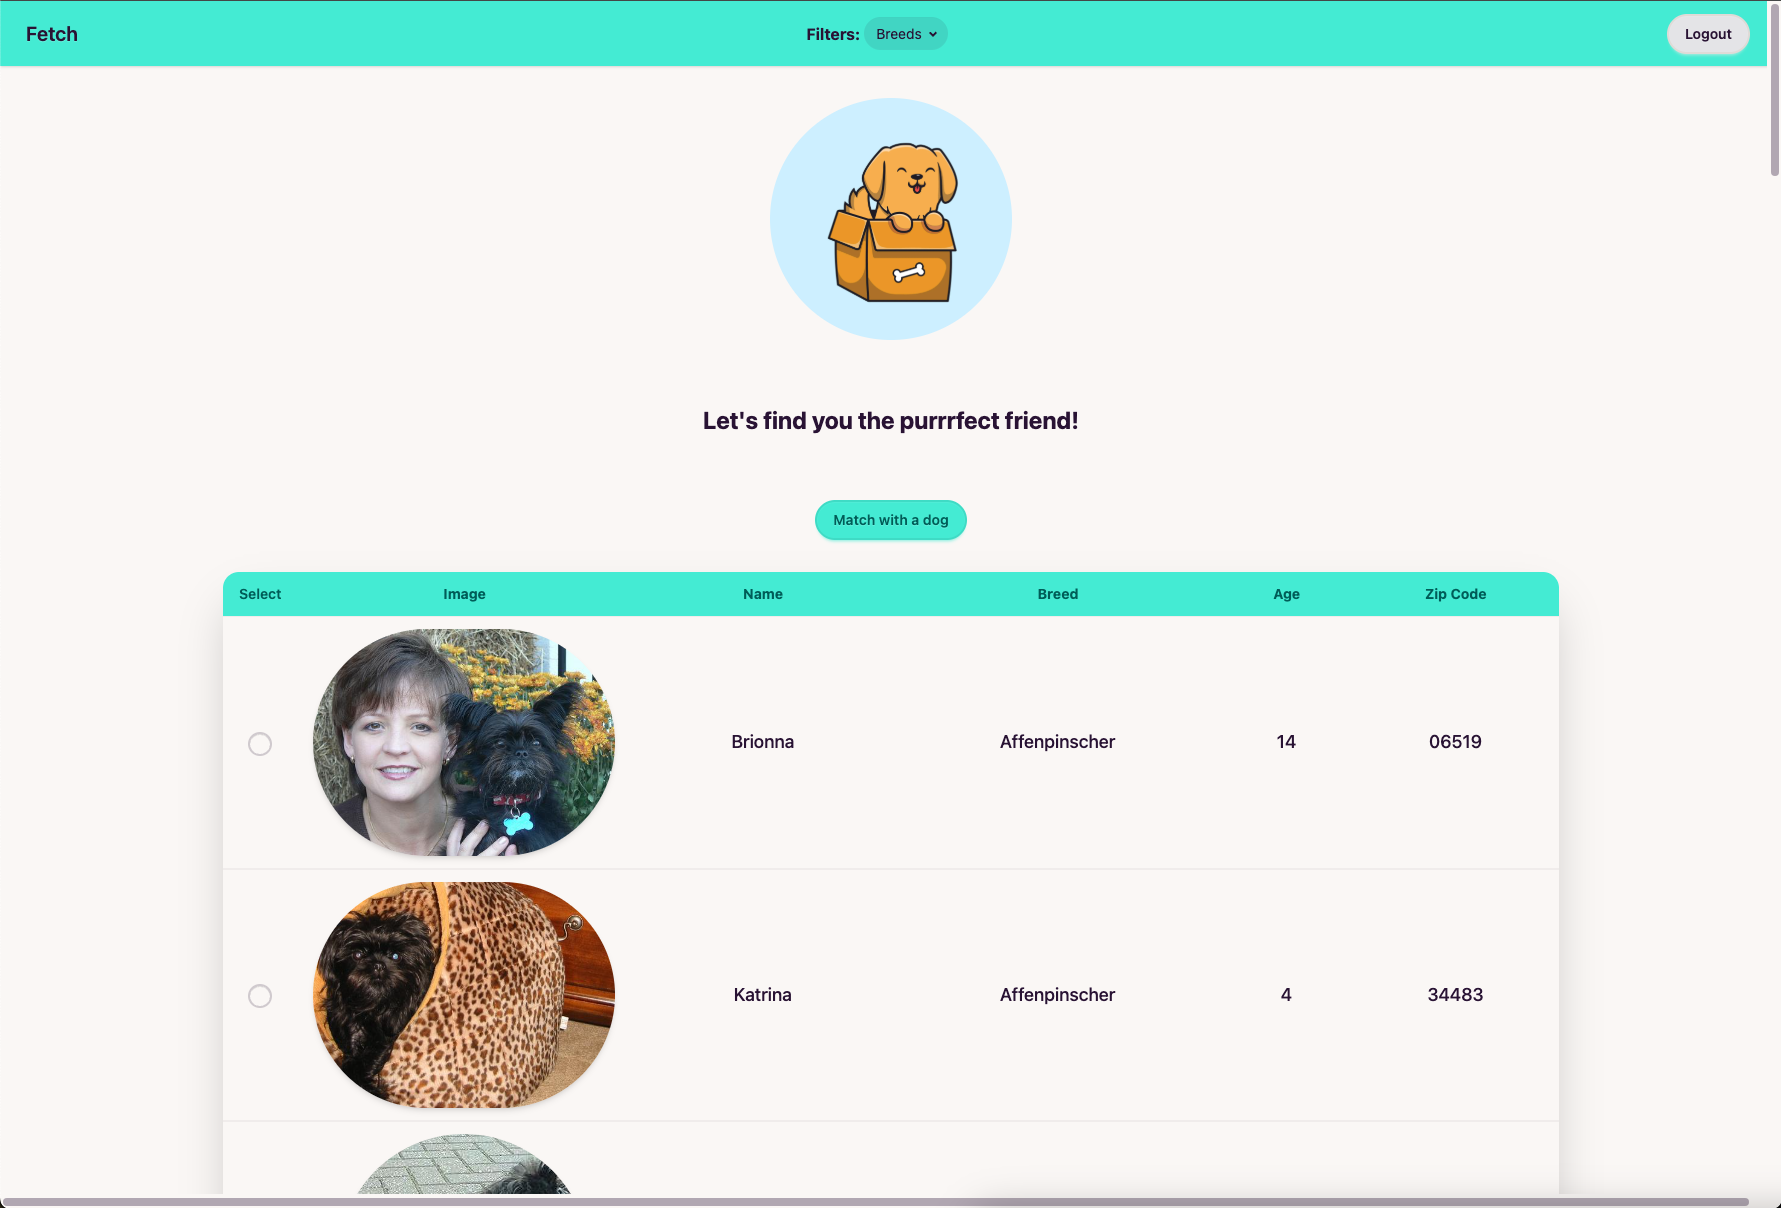 Fetch
Filters: Breeds
Logout
Let's find you the purrrfect friend!
Match with a dog
Select Image Name Breed Age Zip Code
Brionna Affenpinscher 14 06519
Katrina Affenpinscher 4 34483